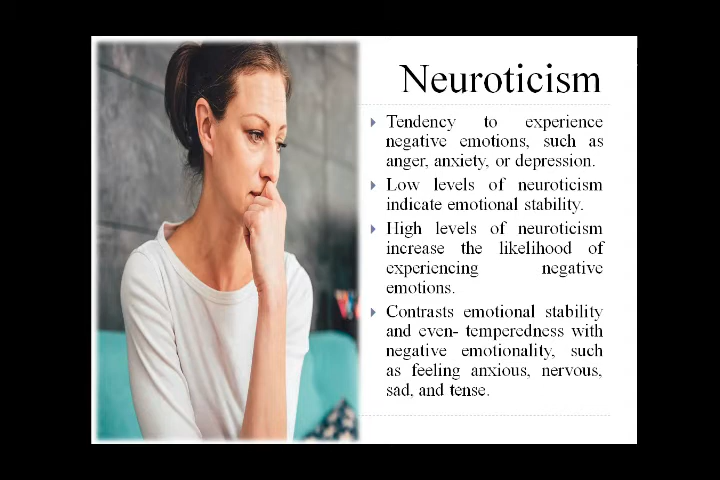 Neuroticism
Tendency to experience
negative emotions, such as
anger, anxiety, or depression.
Low levels of neuroticism
indicate emotional stability.
High levels of neuroticism
increase the likelihood of
experiencing negative
emotions.
Contrasts emotional stability
and even- temperedness with
negative emotionality, such
as feeling anxious, nervous,
sad, and tense.